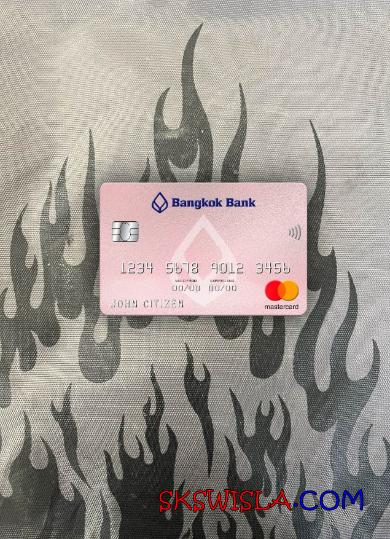 Bangkok Bank
1234 5678 9012 3456
00/00 00/00
JOHN CITIZEN
mastercard
SKSWISLA.COM